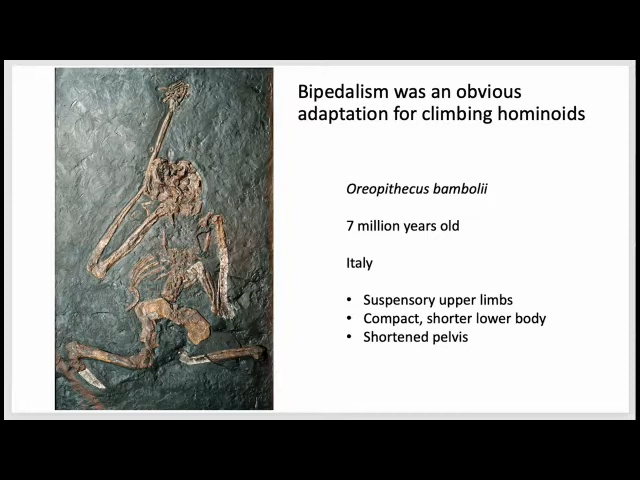 Bipedalism was an obvious
adaptation for climbing hominoids
Oreopithecus bambolii
7 million years old
Italy
• Suspensory upper limbs
• Compact, shorter lower body
• Shortened pelvis